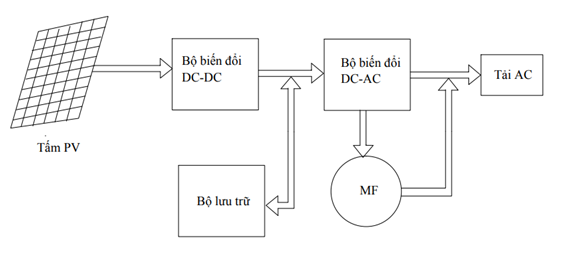 Bộ biến đổi
DC-DC
Bộ biến đổi
DC-AC
Tải AC
Tấm PV
Bộ lưu trữ
MF